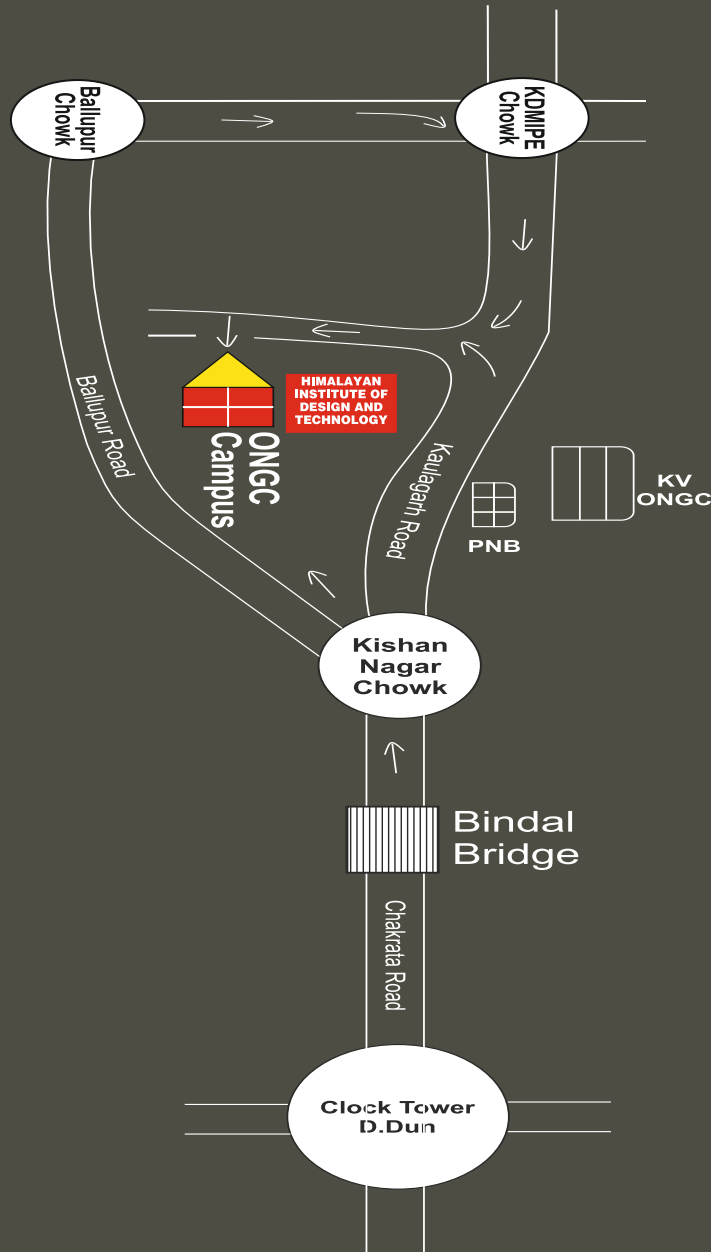 Ballupur
Chowk
KDMIPE
Chowk
HIMALAYAN
INSTITUTE OF
DESIGN AND
TECHNOLOGY
ONGC
Campus
Ballupur Road
Kaulagarh Road
KV
ONGC
PNB
Kishan
Nagar
Chowk
Bindal
Bridge
Chakrata Road
Clock Tower
D.Dun